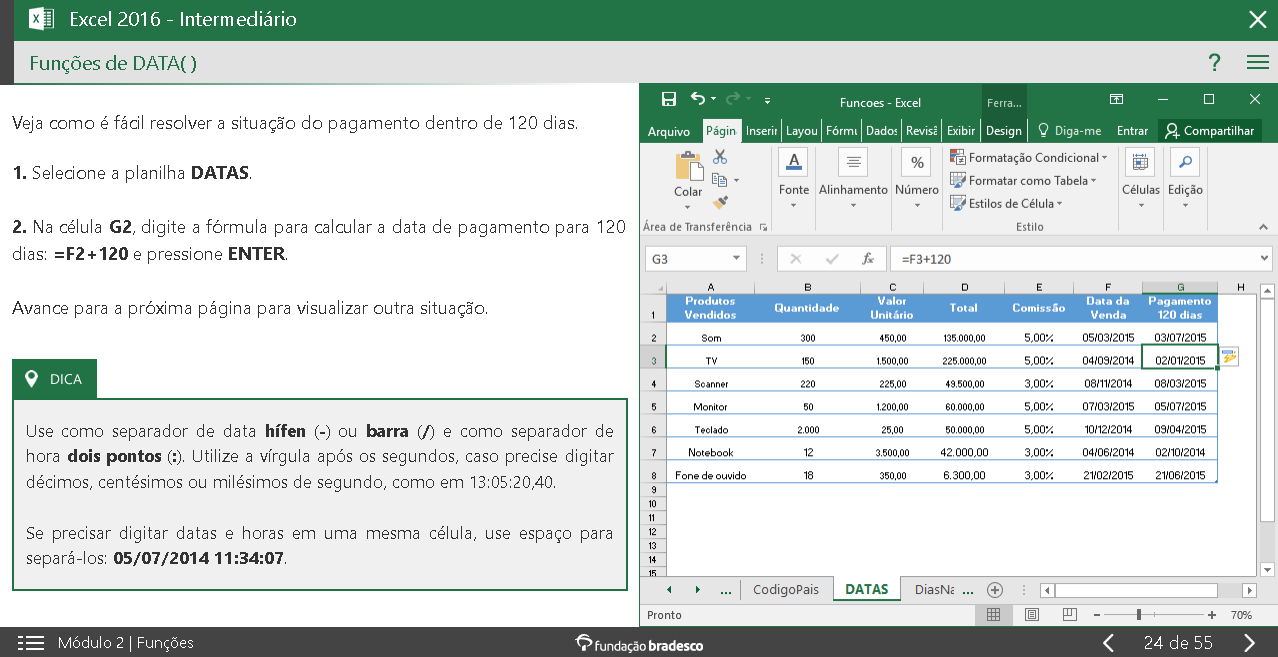 Excel 2016 - Intermediário
Funções de DATA( )
?
Veja como é fácil resolver a situação do pagamento dentro de 120 dias.
1. Selecione a planilha DATAS.
2. Na célula G2, digite a fórmula para calcular a data de pagamento para 120
dias: =F2+120 e pressione ENTER.
Avance para a próxima página para visualizar outra situação.
DICA
Use como separador de data hífen (-) ou barra (/) e como separador de
hora dois pontos (:). Utilize a vírgula após os segundos, caso precise digitar
décimos, centésimos ou milésimos de segundo, como em 13:05:20,40.
Se precisar digitar datas e horas em uma mesma célula, use espaço para
separá-los: 05/07/2014 11:34:07.
Funcoes - Excel Ferra...
Arquivo Págin Inserir Layou Fórmu Dados Revisã Exibir Design Diga-me Entrar Compartilhar
Colar Fonte Alinhamento Número Formatação Condicional Formatar como Tabela Estilos de Célula Células Edição
Área de Transferência Estilo
G3 fx =F3+120
A B C D E F G H
1 Produtos Vendidos Quantidade Valor Unitário Total Comissão Data da Venda Pagamento 120 dias
2 Som 300 450,00 135.000,00 5,00% 05/03/2015 03/07/2015
3 TV 150 1.500,00 225.000,00 5,00% 04/09/2014 02/01/2015
4 Scanner 220 225,00 49.500,00 3,00% 08/11/2014 08/03/2015
5 Monitor 50 1.200,00 60.000,00 5,00% 07/03/2015 05/07/2015
6 Teclado 2.000 25,00 50.000,00 5,00% 10/12/2014 09/04/2015
7 Notebook 12 3.500,00 42.000,00 3,00% 04/06/2014 02/10/2014
8 Fone de ouvido 18 350,00 6.300,00 3,00% 21/02/2015 21/06/2015
9
10
11
12
13
14
15
... CodigoPais DATAS DiasNa ...
Pronto 70%
Módulo 2 | Funções fundação bradesco 24 de 55